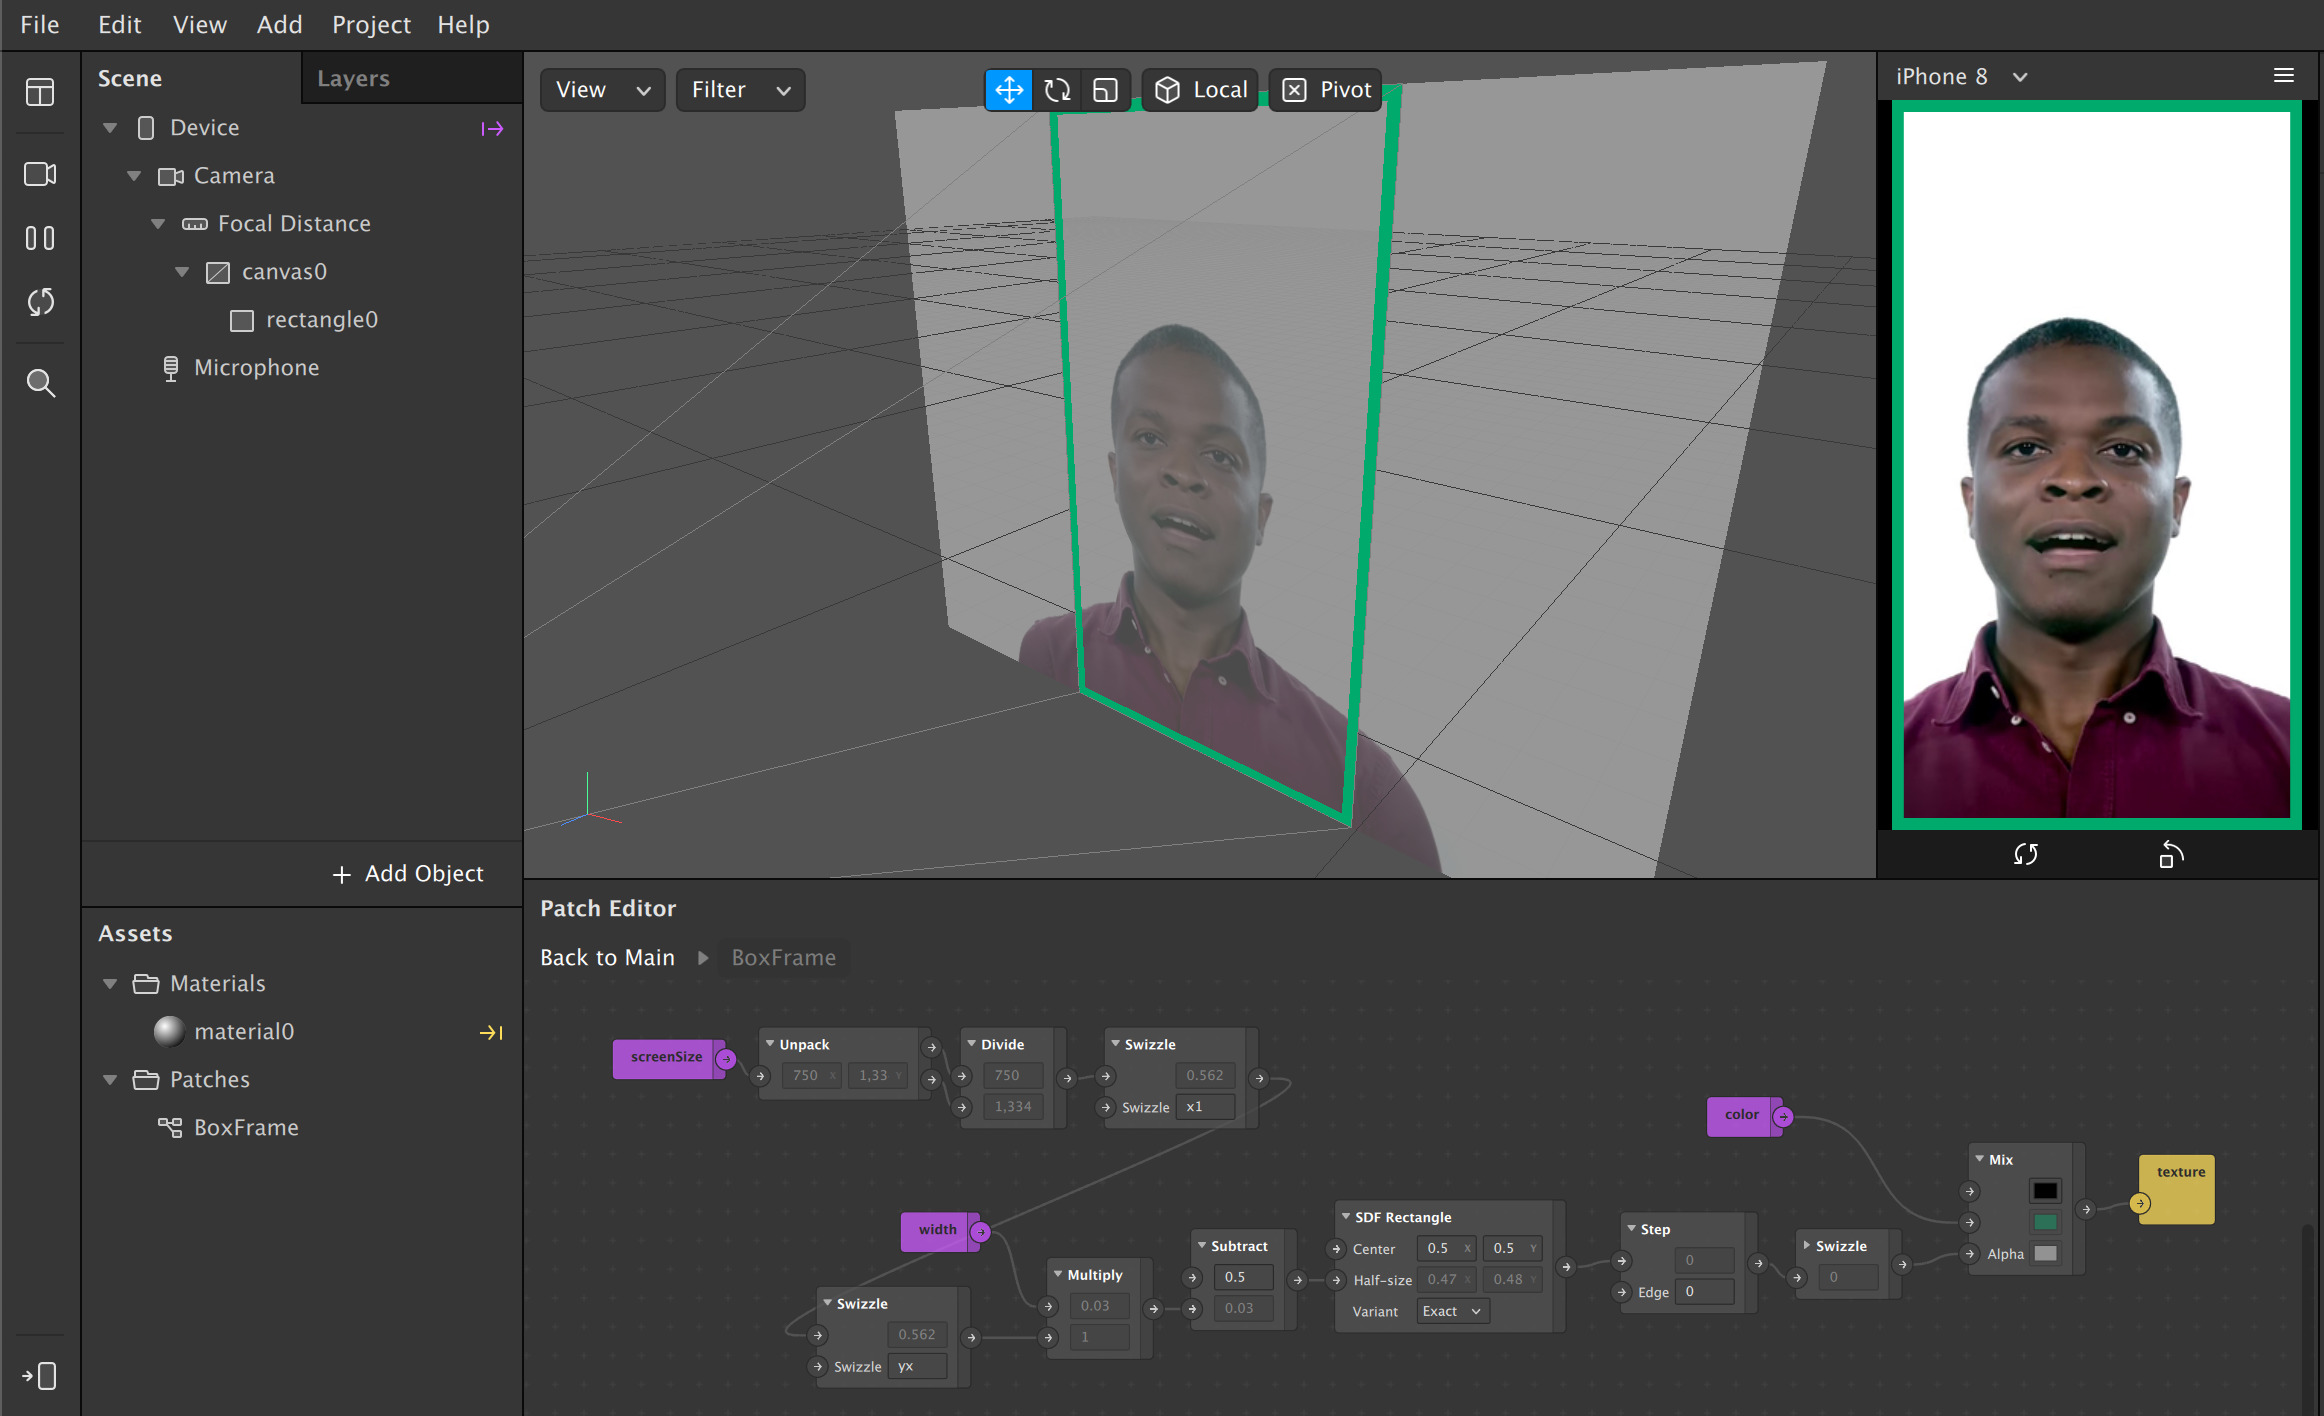 File Edit View Add Project Help
Scene Layers
Device
Camera
Focal Distance
canvas0
rectangle0
Microphone
+ Add Object
Assets
Materials
material0
Patches
BoxFrame
View Filter Local Pivot
iPhone 8
Patch Editor
Back to Main BoxFrame
screenSize
Unpack
750 X 1,33 Y
Divide
750
1,334
Swizzle
0.562
Swizzle x1
color
Mix
Alpha
texture
width
Swizzle
0.562
Swizzle yx
Multiply
0.03
1
Subtract
0.5
0.03
SDF Rectangle
Center 0.5 X 0.5 Y
Half-size 0.47 X 0.48 Y
Variant Exact
Step
0
Edge 0
Swizzle
0